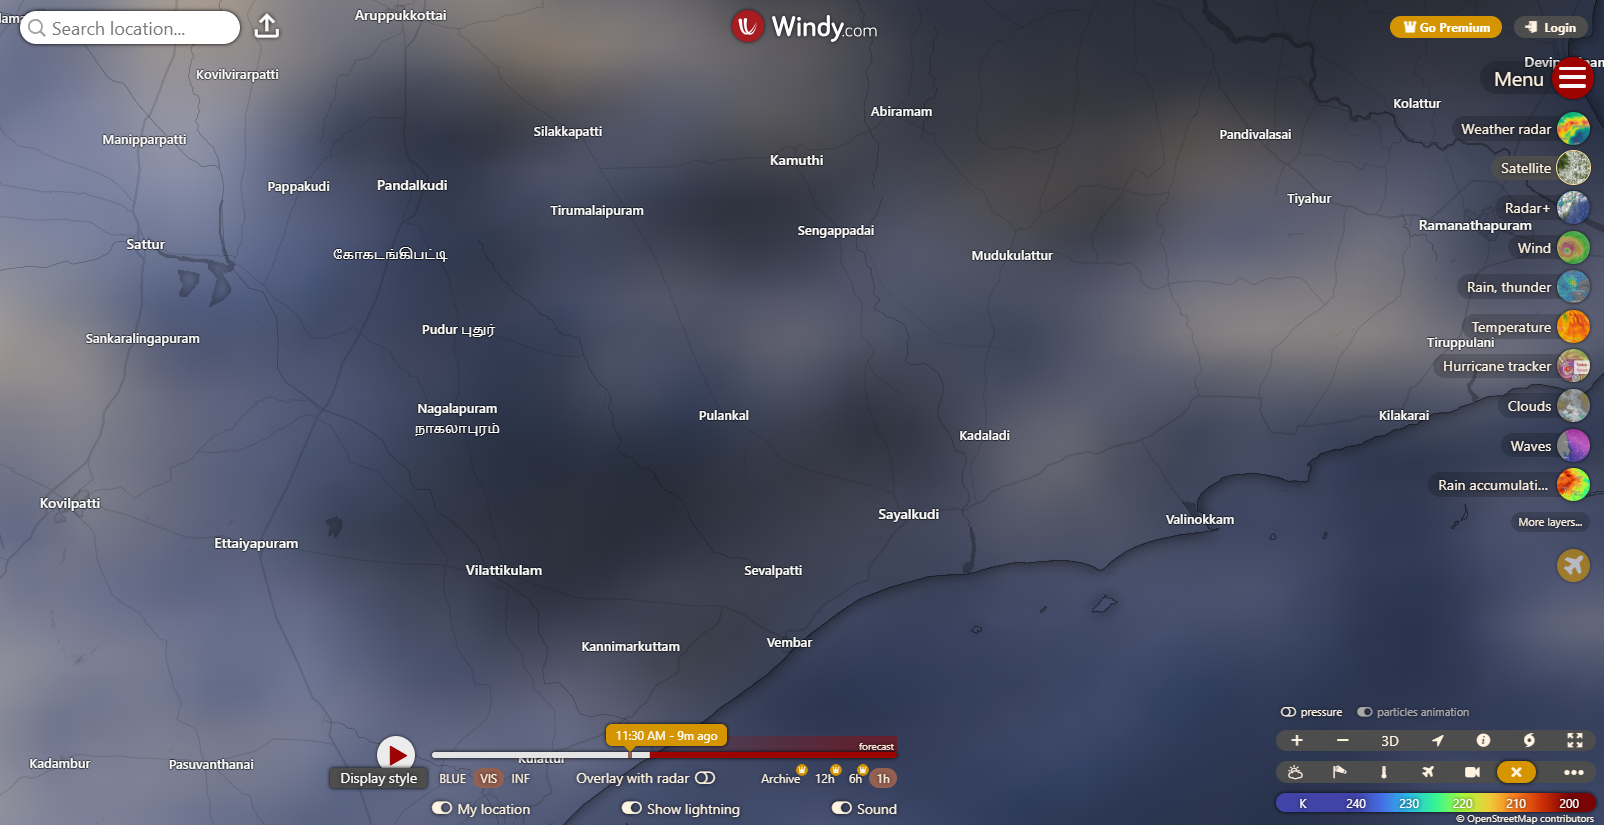 Aruppukkottai
Search location...
Windy.com
Go Premium
Login
Kovilvirarpatti
Menu
Kolattur
Abiramam
Weather radar
Silakkapatti
Pandivalasai
Manipparpatti
Kamuthi
Satellite
Pappakudi
Pandalkudi
Tiyahur
Radar+
Tirumalaipuram
Ramanathapuram
Sengappadai
Sattur
Wind
கோகடங்கிபட்டி
Mudukulattur
Rain, thunder
Temperature
Pudur புதூர்
Sankaralingapuram
Tiruppulani
Hurricane tracker
Clouds
Nagalapuram
நாகலாபுரம்
Pulankal
Kilakarai
Kadaladi
Waves
Rain accumulati...
Kovilpatti
Sayalkudi
Valinokkam
More layers...
Ettaiyapuram
Vilattikulam
Sevalpatti
Kannimarkuttam
Vembar
pressure
particles animation
11:30 AM - 9m ago
forecast
3D
Kulattur
Kadambur
Pasuvanthanai
Display style
BLUE
VIS
INF
Overlay with radar
Archive
12h
6h
1h
My location
Show lightning
Sound
K 240 230 220 210 200
© OpenStreetMap contributors